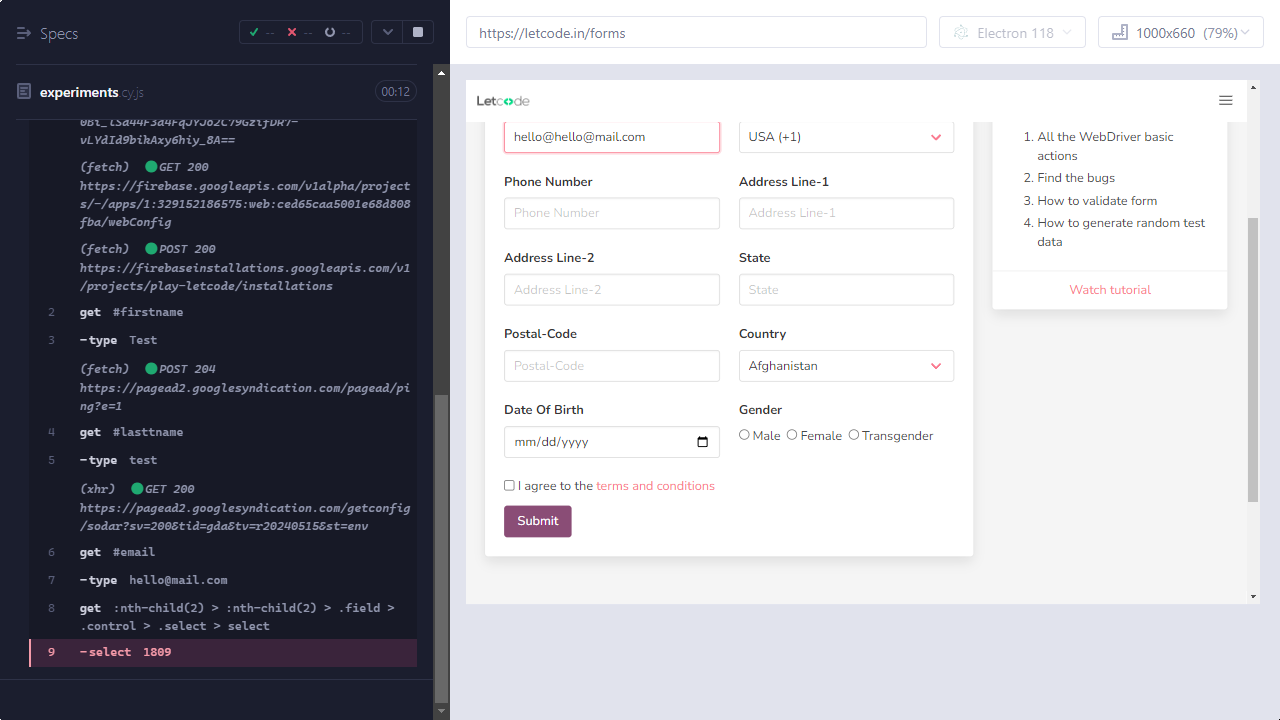 Specs
--
--
--
https://letcode.in/forms
Electron 118
1000x660 (79%)
experiments.cy.js
00:12
vLYdId9bikAxy6hiy_8A==
(fetch) GET 200
https://firebase.googleapis.com/v1alpha/project
s/-/apps/1:329152186575:web:ced65caa5001e68d808
fba/webConfig
(fetch) POST 200
https://firebaseinstallations.googleapis.com/v1
/projects/play-letcode/installations
2 get #firstname
3 -type Test
(fetch) POST 204
https://pagead2.googlesyndication.com/pagead/pi
ng?e=1
4 get #lasttname
5 -type test
(xhr) GET 200
https://pagead2.googlesyndication.com/getconfig
/sodar?sv=200&tid=gda&tv=r20240515&st=env
6 get #email
7 -type hello@mail.com
8 get :nth-child(2) > :nth-child(2) > .field >
.control > .select > select
9 -select 1809
Letcode
hello@hello@mail.com
USA (+1)
Phone Number
Address Line-1
Phone Number
Address Line-1
Address Line-2
State
Address Line-2
State
Postal-Code
Country
Postal-Code
Afghanistan
Date Of Birth
Gender
mm/dd/yyyy
Male Female Transgender
I agree to the terms and conditions
Submit
1. All the WebDriver basic
actions
2. Find the bugs
3. How to validate form
4. How to generate random test
data
Watch tutorial